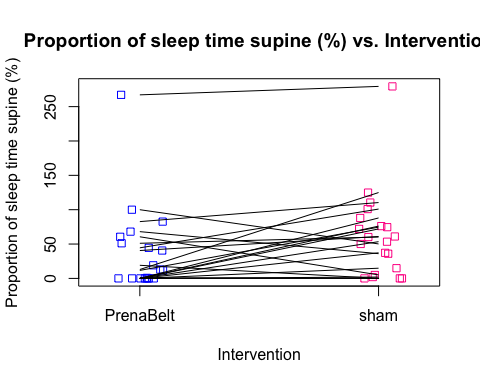 Proportion of sleep time supine (%) vs. Interventio
Proportion of sleep time supine (%)
250
150
50
0
PrenaBelt
sham
Intervention